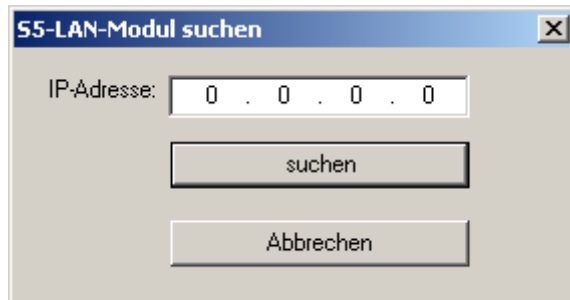 S5-LAN-Modul suchen
IP-Adresse: 0 . 0 . 0 . 0
suchen
Abbrechen